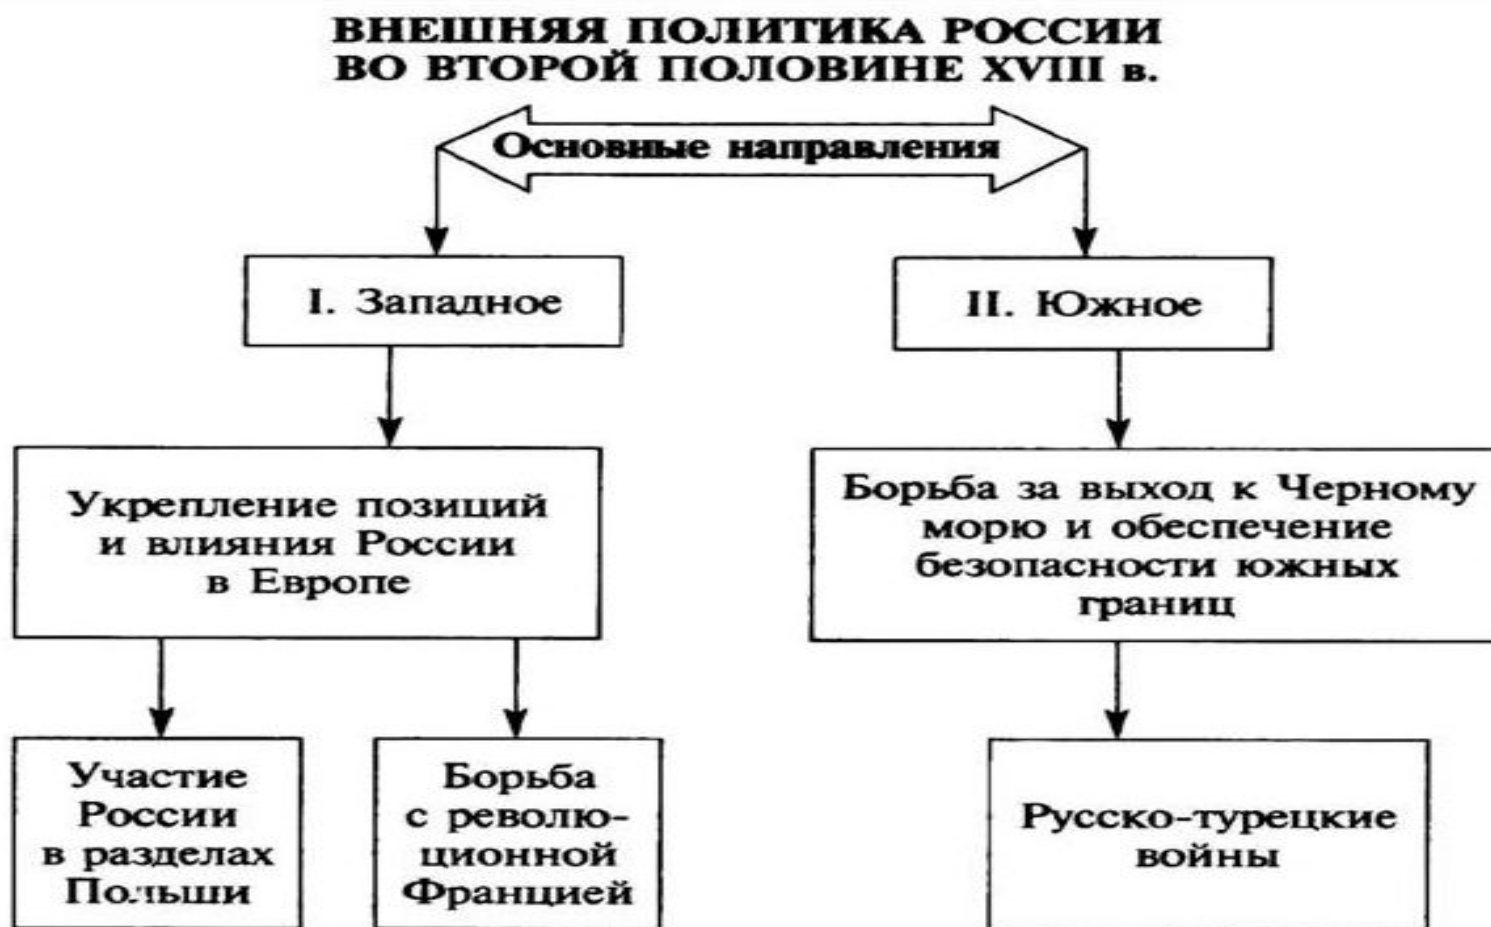 ВНЕШНЯЯ ПОЛИТИКА РОССИИ
ВО ВТОРОЙ ПОЛОВИНЕ XVIII в.
Основные направления
I. Западное
II. Южное
Укрепление позиций
и влияния России
в Европе
Борьба за выход к Черному
морю и обеспечение
безопасности южных
границ
Участие
России
в разделах
Польши
Борьба
с револю-
ционной
Францией
Русско-турецкие
войны